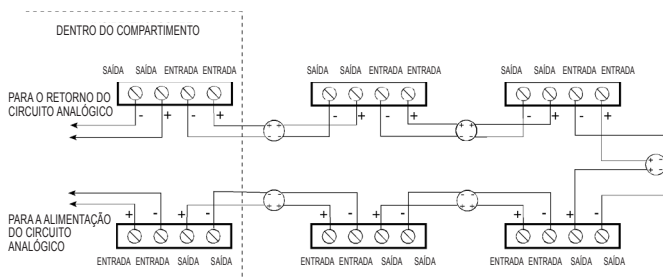 DENTRO DO COMPARTIMENTO
SAÍDA SAÍDA ENTRADA ENTRADA
SAÍDA SAÍDA ENTRADA ENTRADA
SAÍDA SAÍDA ENTRADA ENTRADA
PARA O RETORNO DO
CIRCUITO ANALÓGICO
- + - +
- + - +
- + - +
PARA A ALIMENTAÇÃO
DO CIRCUITO
ANALÓGICO
+ - + -
+ - + -
+ - + -
ENTRADA ENTRADA SAÍDA SAÍDA
ENTRADA ENTRADA SAÍDA SAÍDA
ENTRADA ENTRADA SAÍDA SAÍDA